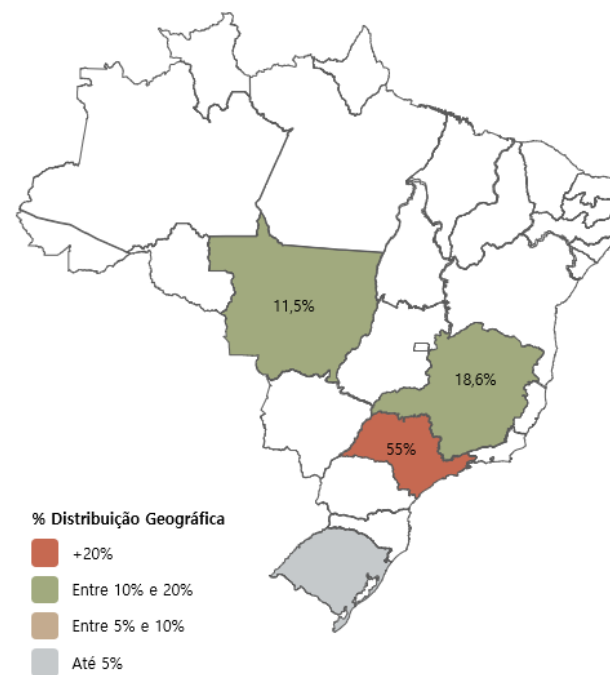 11,5%
18,6%
55%
% Distribuição Geográfica
+20%
Entre 10% e 20%
Entre 5% e 10%
Até 5%